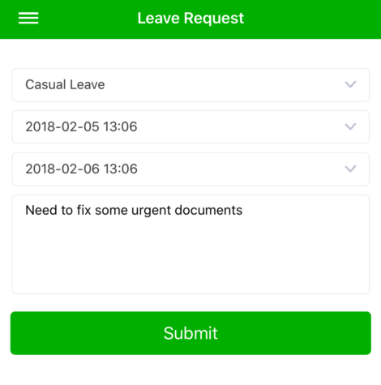 Leave Request
Casual Leave
2018-02-05 13:06
2018-02-06 13:06
Need to fix some urgent documents
Submit